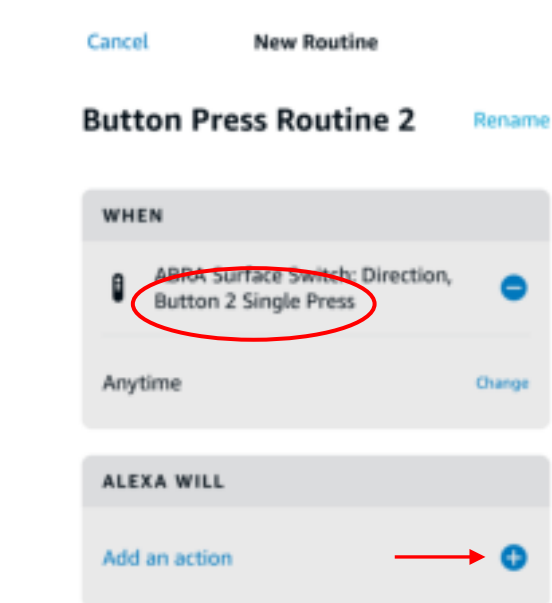 Cancel New Routine
Button Press Routine 2 Rename
WHEN
ABRA Surface Switch: Direction,
Button 2 Single Press
Anytime Change
ALEXA WILL
Add an action